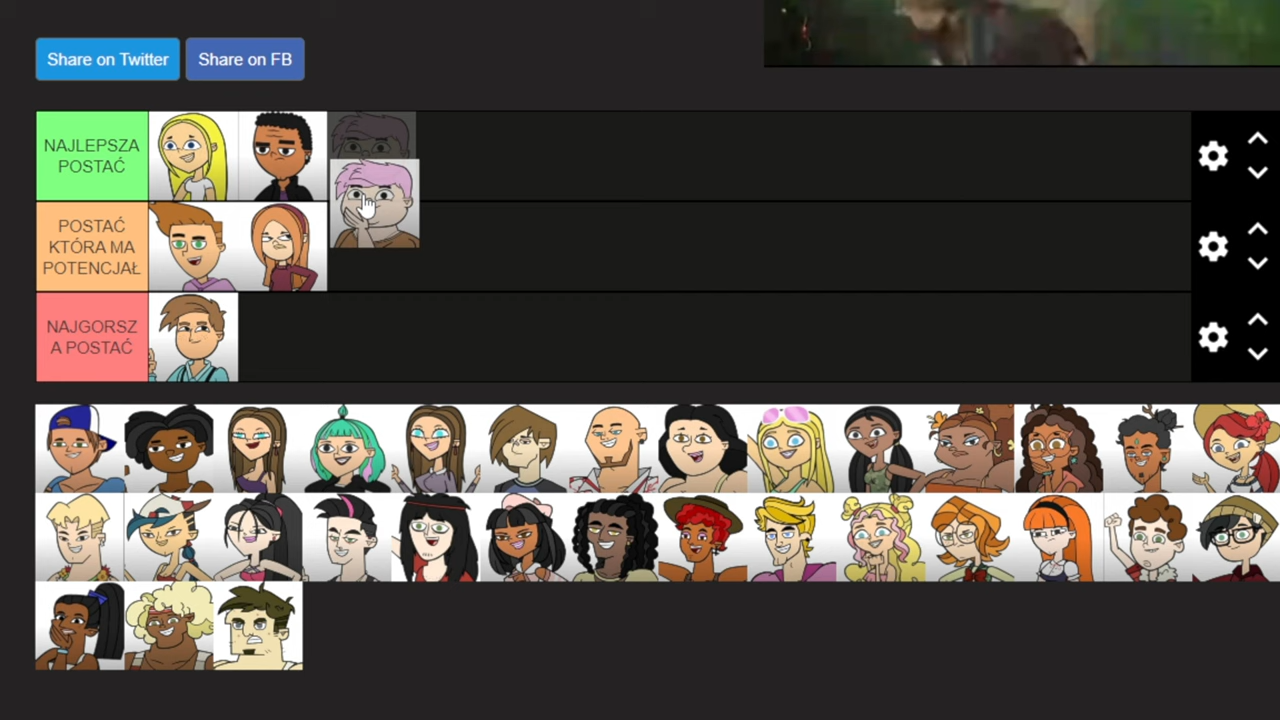 Share on Twitter
Share on FB
NAJLEPSZA
POSTAĆ
POSTAĆ
KTÓRA MA
POTENCJAŁ
NAJGORSZ
A POSTAĆ